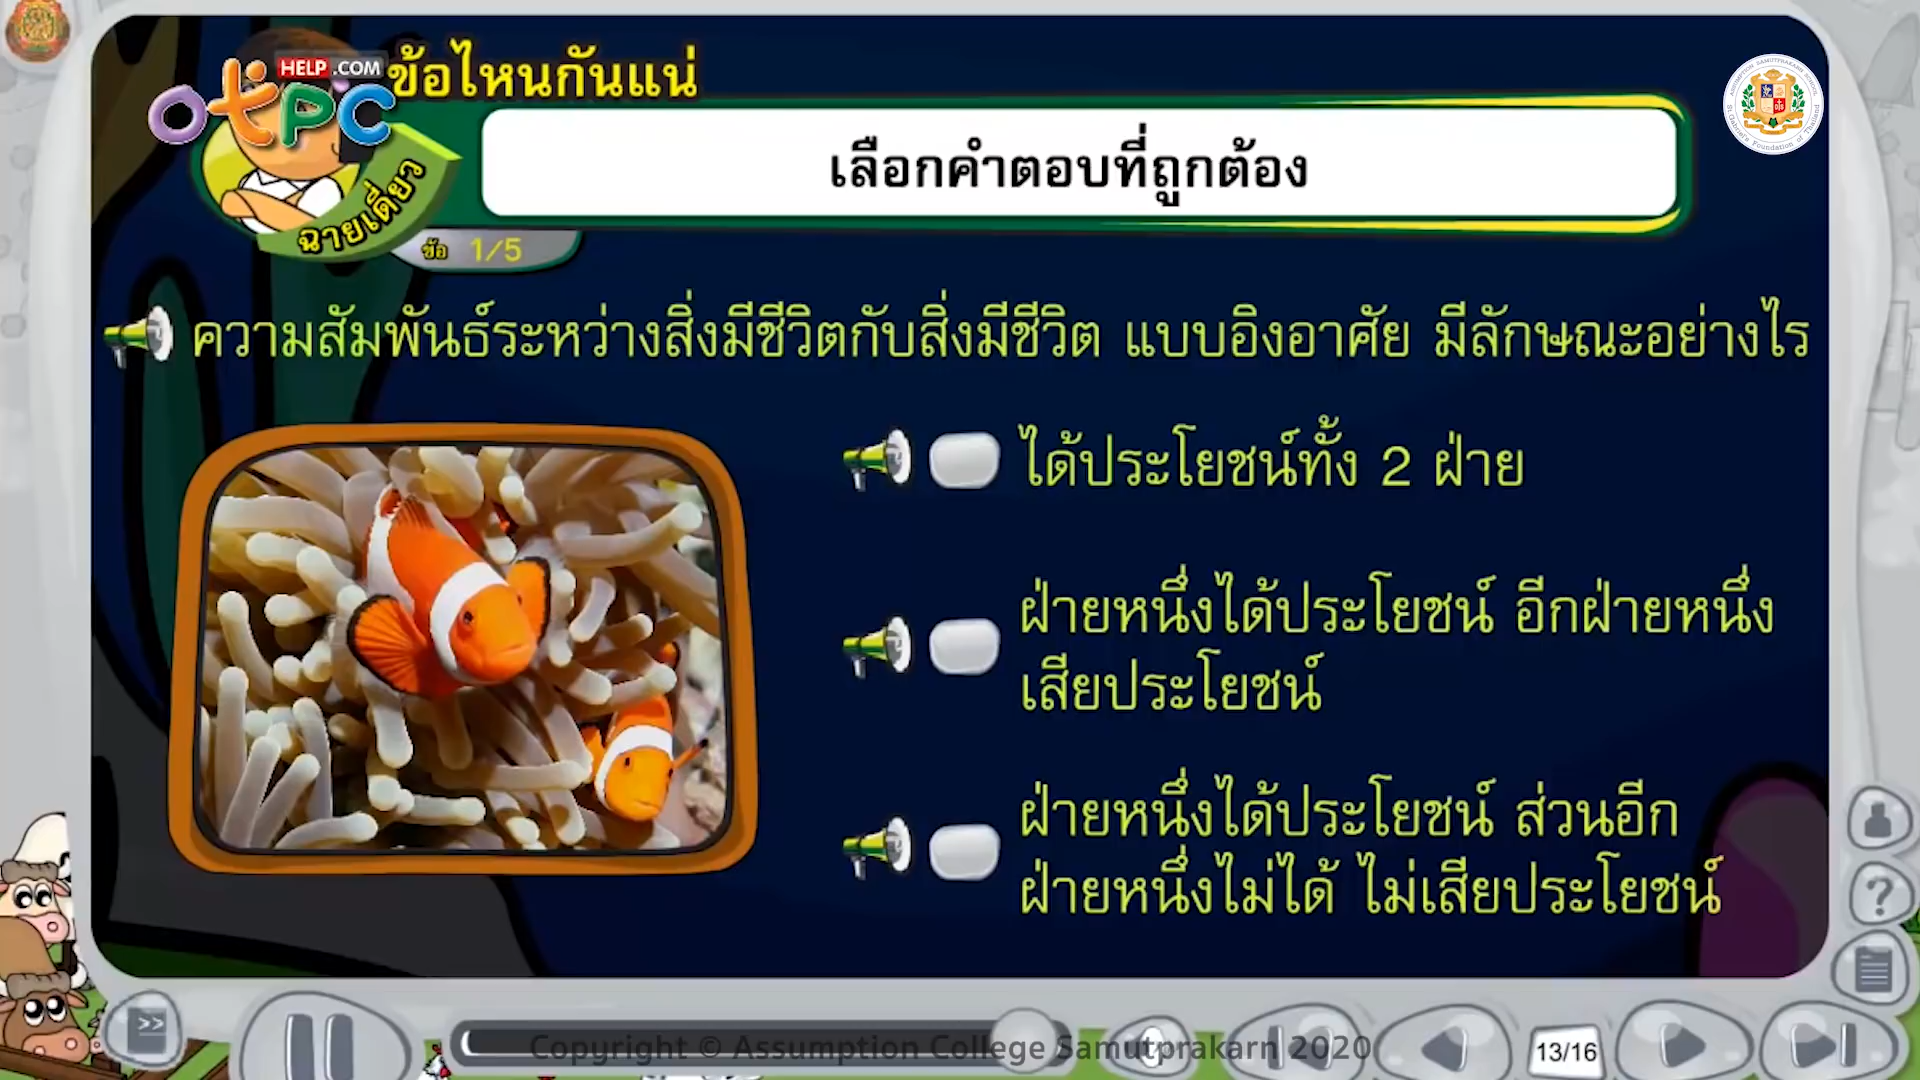 ข้อไหนกันแน่
HELP .COM
otPC
เลือกคำตอบที่ถูกต้อง
ฉายเดี่ยว
ข้อ 1/5
ความสัมพันธ์ระหว่างสิ่งมีชีวิตกับสิ่งมีชีวิต แบบอิงอาศัย มีลักษณะอย่างไร
ได้ประโยชน์ทั้ง 2 ฝ่าย
ฝ่ายหนึ่งได้ประโยชน์ อีกฝ่ายหนึ่ง
เสียประโยชน์
ฝ่ายหนึ่งได้ประโยชน์ ส่วนอีก
ฝ่ายหนึ่งไม่ได้ ไม่เสียประโยชน์
?
>>
Copyright © Assumption College Samutprakarn 2020
13/16